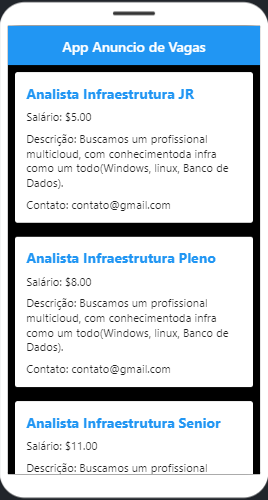 App Anuncio de Vagas
Analista Infraestrutura JR
Salário: $5.00
Descrição: Buscamos um profissional
multicloud, com conhecimentoda infra
como um todo(Windows, linux, Banco de
Dados).
Contato: contato@gmail.com
Analista Infraestrutura Pleno
Salário: $8.00
Descrição: Buscamos um profissional
multicloud, com conhecimentoda infra
como um todo(Windows, linux, Banco de
Dados).
Contato: contato@gmail.com
Analista Infraestrutura Senior
Salário: $11.00
Descrição: Buscamos um profissional